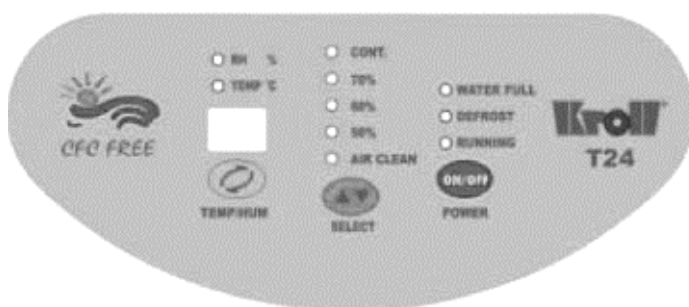 RH %
TEMP °C
CFC FREE
TEMP/HUM
CONT.
70%
60%
50%
AIR CLEAN
SELECT
WATER FULL
DEFROST
RUNNING
ON/OFF
POWER
Kroll
T24